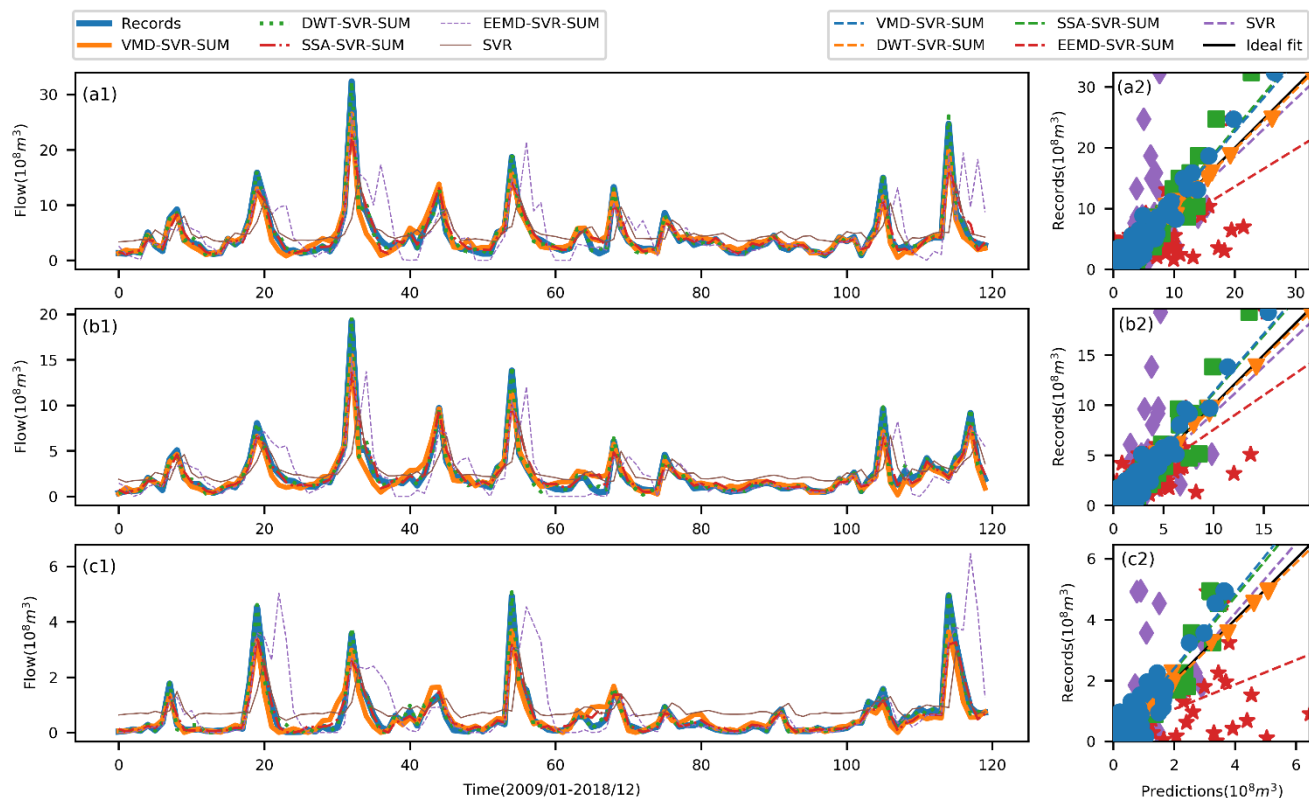 Records DWT-SVR-SUM EEMD-SVR-SUM
VMD-SVR-SUM SSA-SVR-SUM SVR
VMD-SVR-SUM SSA-SVR-SUM SVR
DWT-SVR-SUM EEMD-SVR-SUM Ideal fit
(a1)
Flow(10⁸m³)
30
20
10
0
0 20 40 60 80 100 120
(a2)
Records(10⁸m³)
30
20
10
0
0 10 20 30
(b1)
Flow(10⁸m³)
20
15
10
5
0
0 20 40 60 80 100 120
(b2)
Records(10⁸m³)
15
10
5
0
0 5 10 15
(c1)
Flow(10⁸m³)
6
4
2
0
0 20 40 60 80 100 120
Time(2009/01-2018/12)
(c2)
Records(10⁸m³)
6
4
2
0
0 2 4 6
Predictions(10⁸m³)